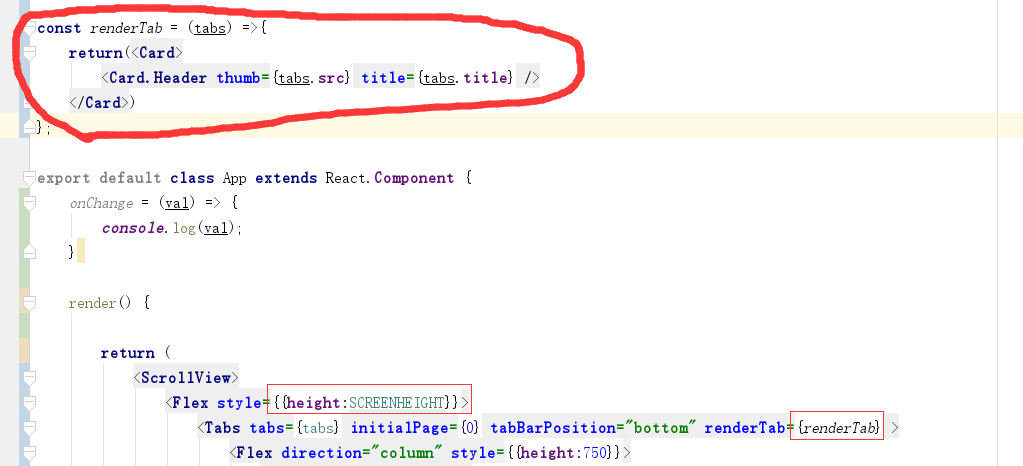 const renderTab = (tabs) =>{
return(<Card>
<Card.Header thumb={tabs.src} title={tabs.title} />
</Card>)
};
export default class App extends React.Component {
onChange = (val) => {
console.log(val);
}
render() {
return (
<ScrollView>
<Flex style={{height:SCREENHEIGHT}}>
<Tabs tabs={tabs} initialPage={0} tabBarPosition="bottom" renderTab={renderTab} >
<Flex direction="column" style={{height:750}}>